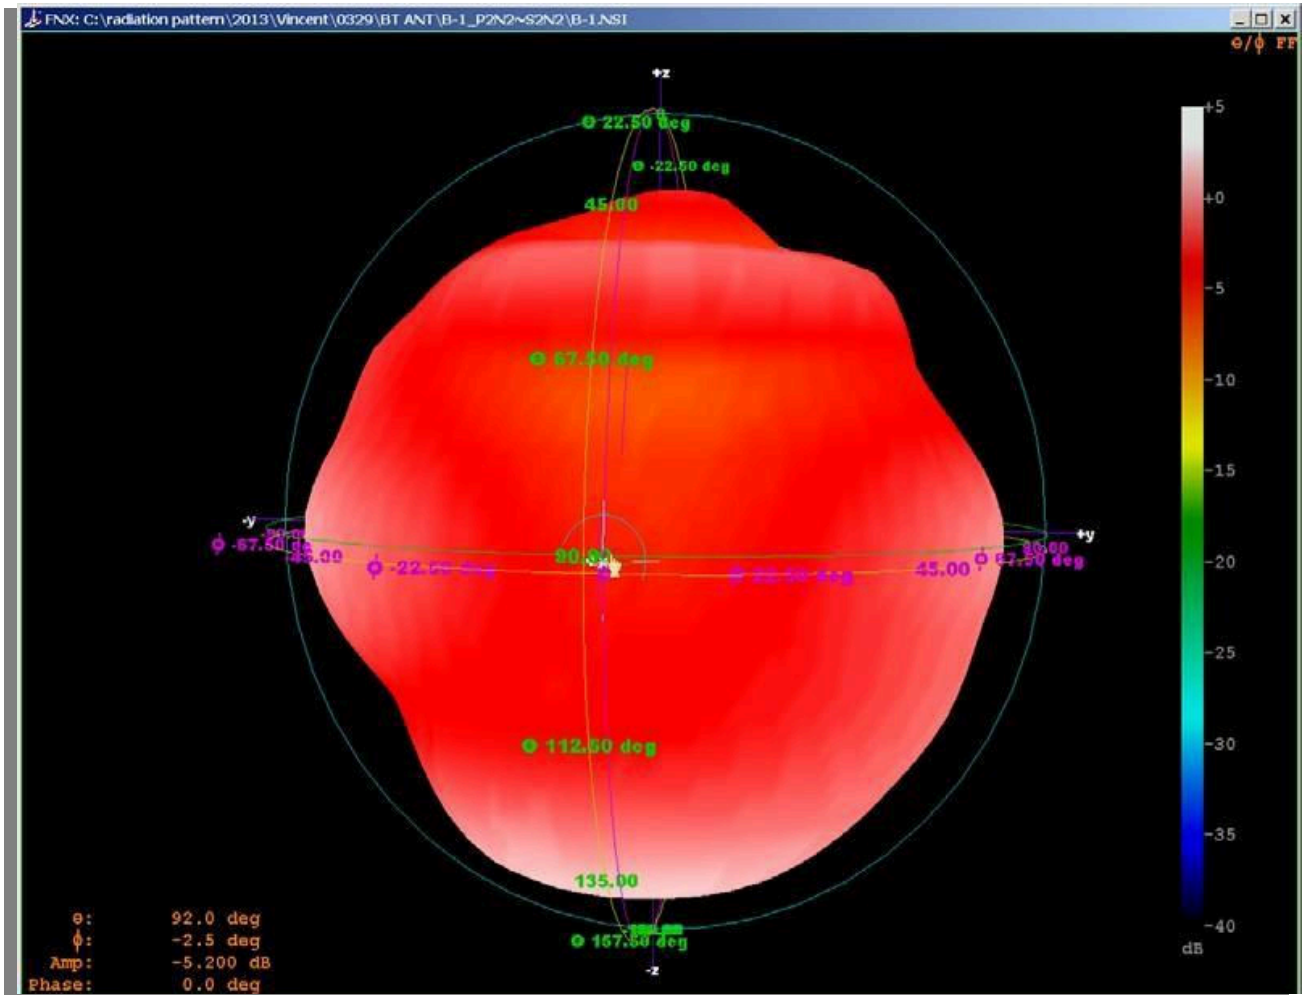 FNX: C:\radiation pattern\2013\Vincent\0329\BT ANT\B-1_P2N2~S2N2\B-1.NSI
θ/ϕ FF
+z
+5
Θ 22.50 deg
Θ -22.50 deg
+0
45.00
-5
Θ 67.50 deg
-10
-15
-y
+y
90.00
ϕ -67.50 de
-45.00
ϕ -22.50 deg
ϕ 22.50 deg
45.00
ϕ 67.50 deg
-20
-25
Θ 112.50 deg
-30
-35
135.00
Θ 157.50 deg
-40
-z
dB
θ: 92.0 deg
ϕ: -2.5 deg
Amp: -5.200 dB
Phase: 0.0 deg